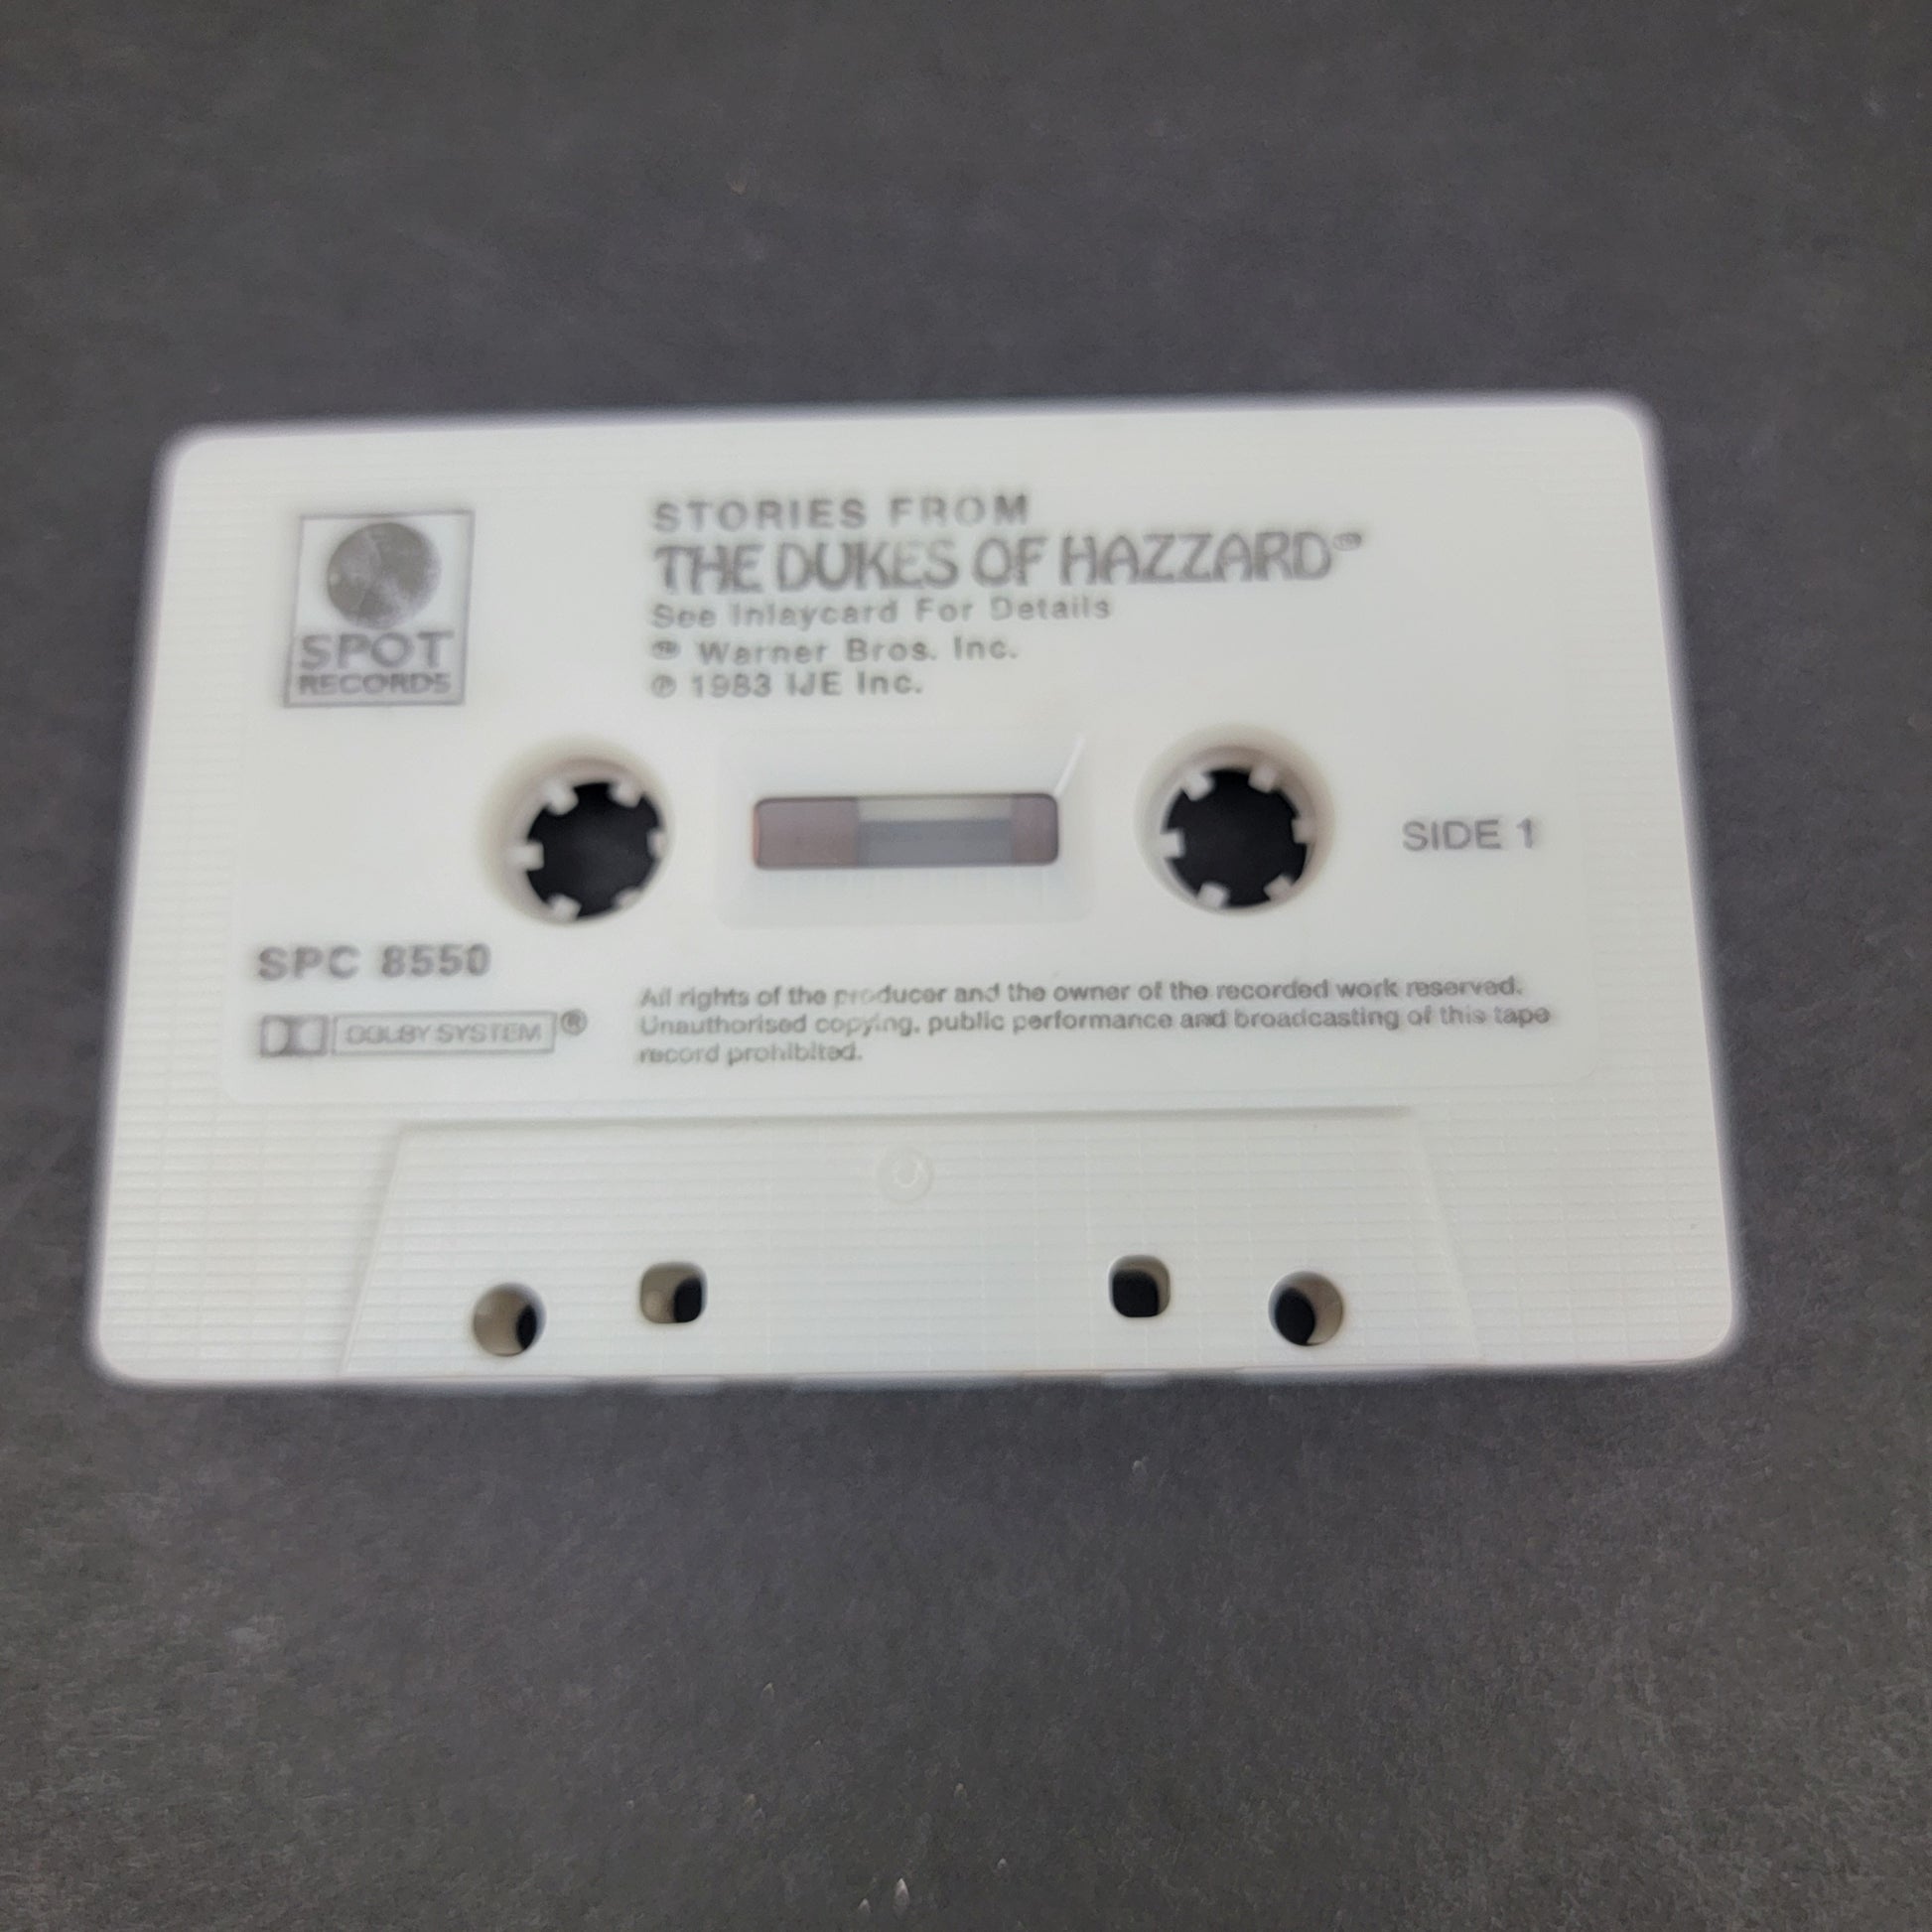 STORIES FROM
THE DUKES OF HAZZARD™
See Inlaycard For Details
™ Warner Bros. Inc.
℗ 1983 IJE Inc.
SPOT
RECORDS
SIDE 1
SPC 8550
DOLBY SYSTEM ®
All rights of the producer and the owner of the recorded work reserved.
Unauthorised copying, public performance and broadcasting of this tape
record prohibited.